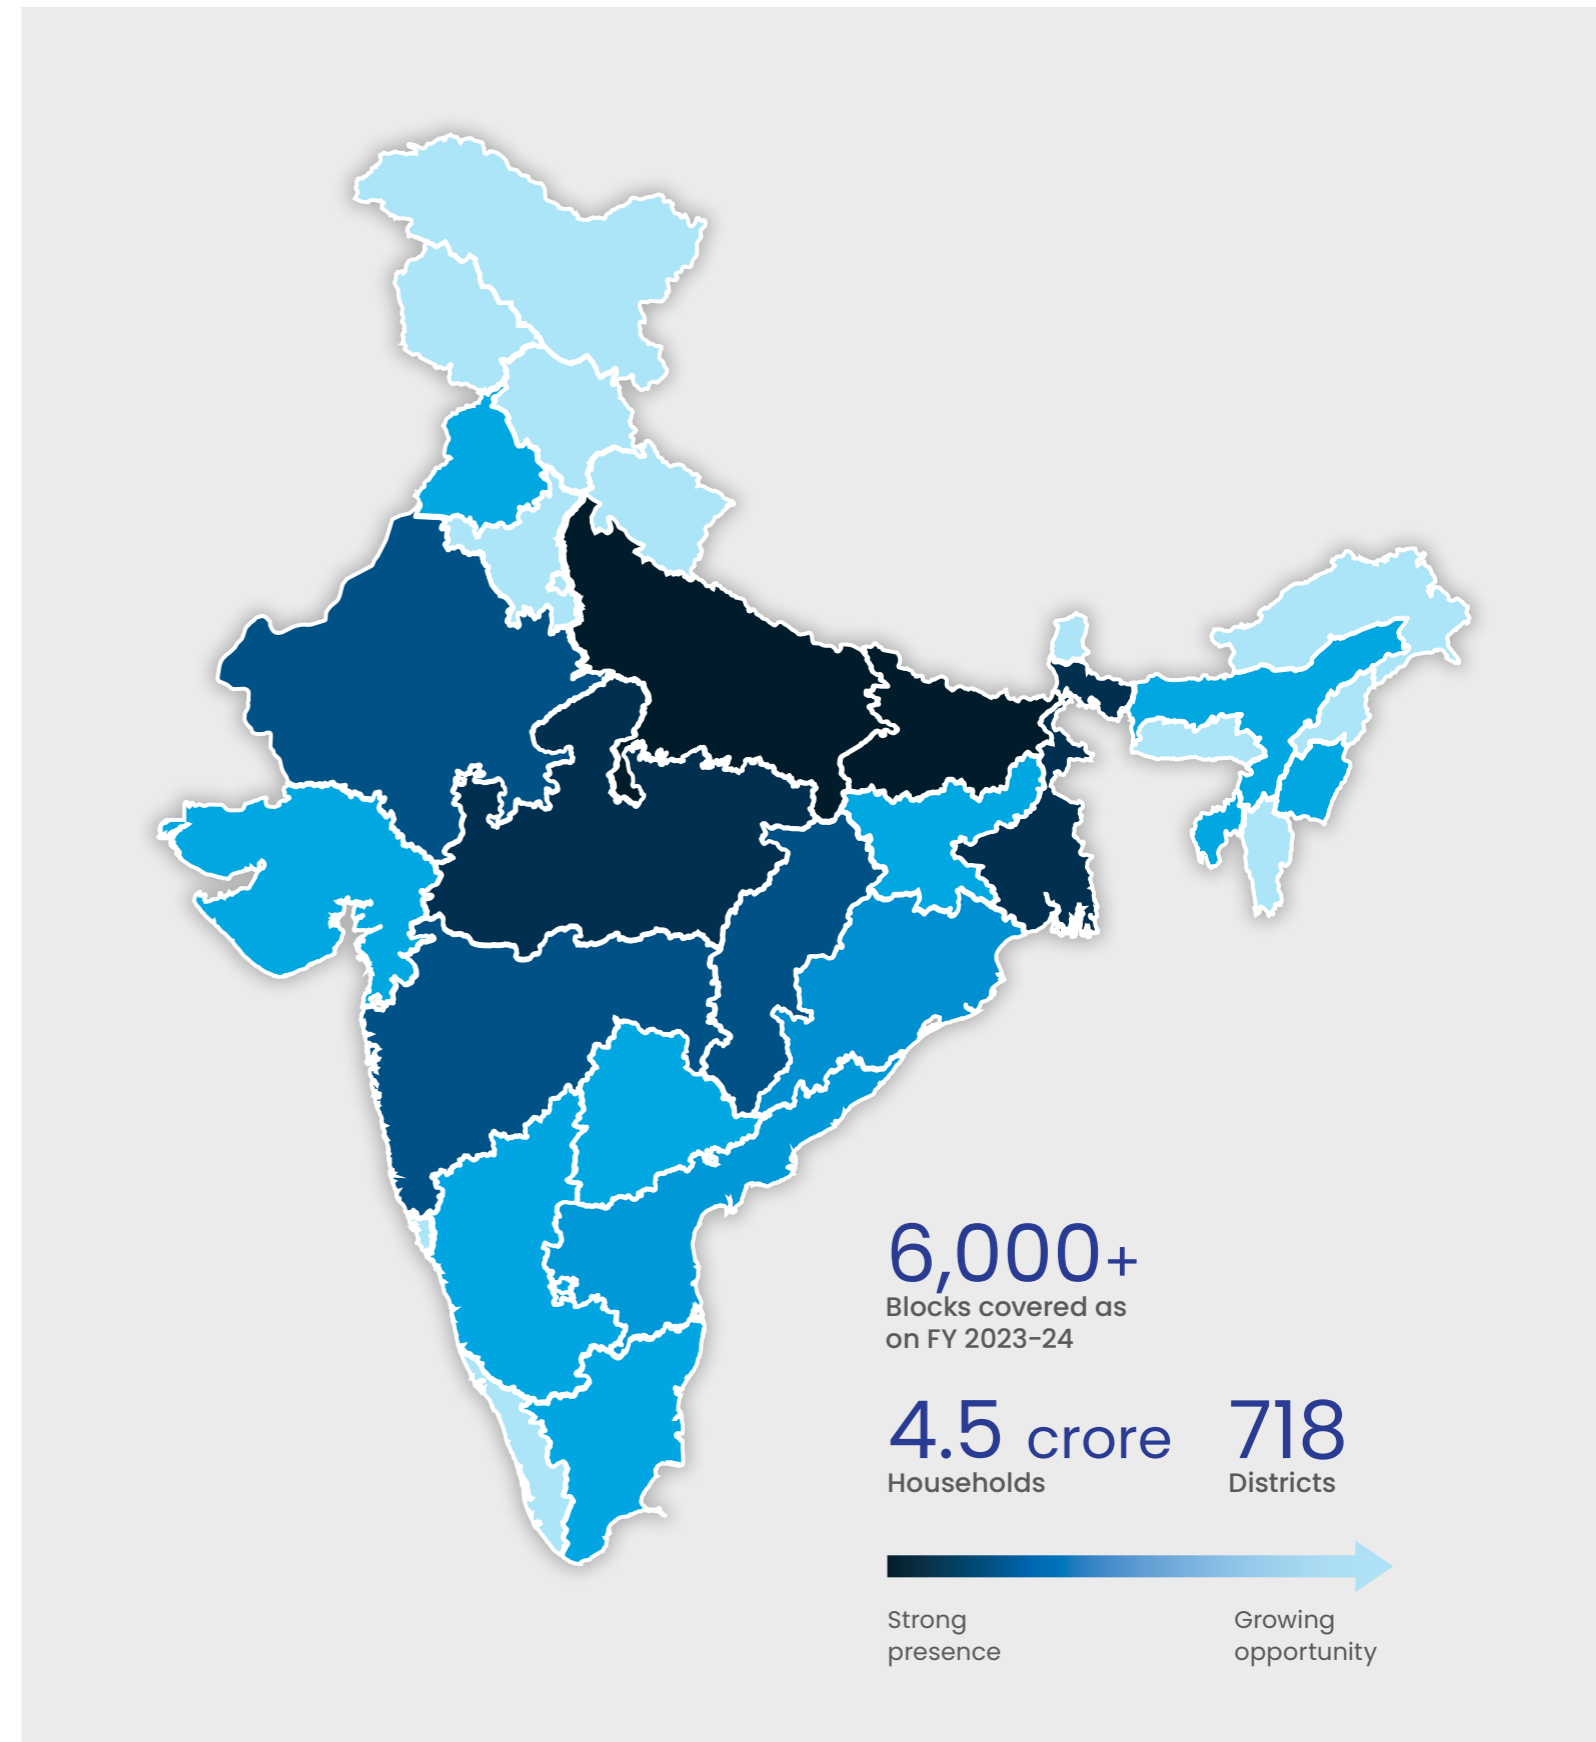 6,000+
Blocks covered as
on FY 2023-24
4.5 crore
Households
718
Districts
Strong
presence
Growing
opportunity